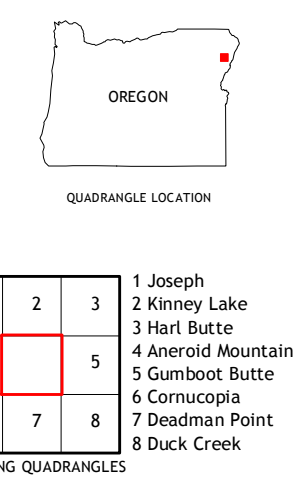 OREGON
QUADRANGLE LOCATION
2 3
5
7 8
1 Joseph
2 Kinney Lake
3 Harl Butte
4 Aneroid Mountain
5 Gumboot Butte
6 Cornucopia
7 Deadman Point
8 Duck Creek
NG QUADRANGLES